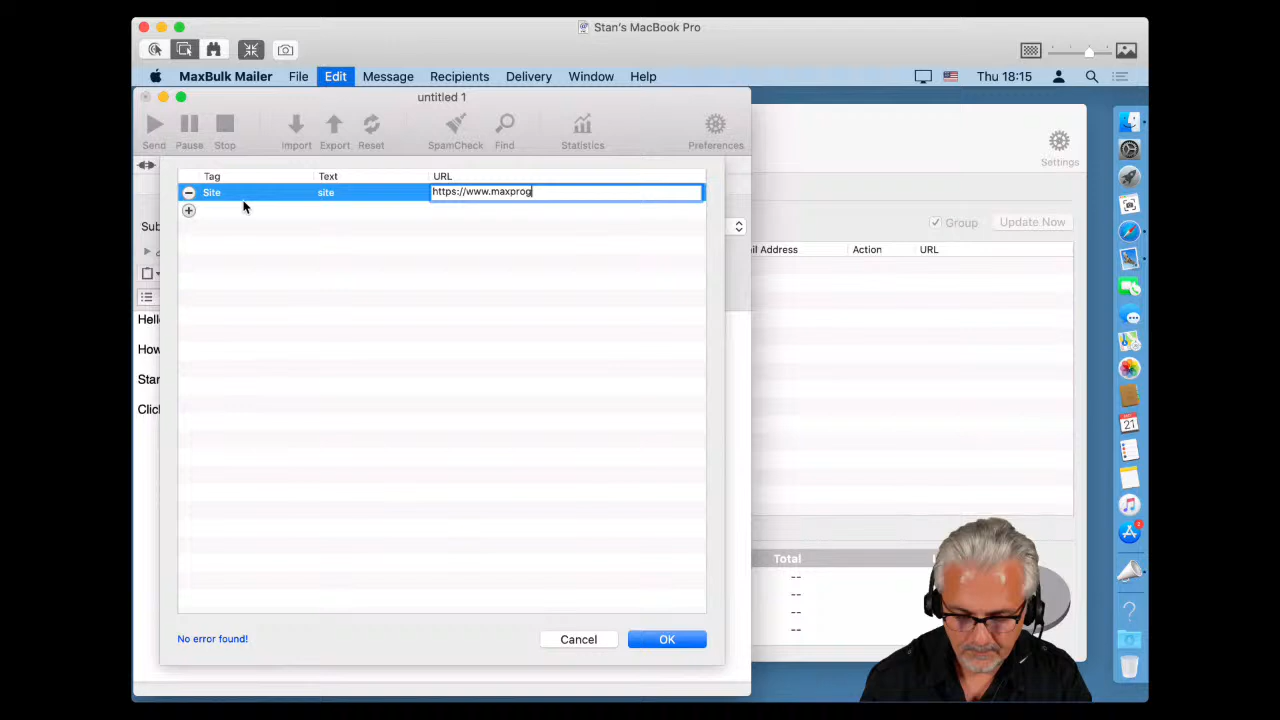 Stan's MacBook Pro
MaxBulk Mailer File Edit Message Recipients Delivery Window Help Thu 18:15
untitled 1
Send Pause Stop Import Export Reset SpamCheck Find Statistics Preferences
Settings
Tag Text URL
Site site https://www.maxprog
Sub
Group Update Now
il Address Action URL
Hell
How
Star
Click
Total
--
--
--
--
No error found!
Cancel OK